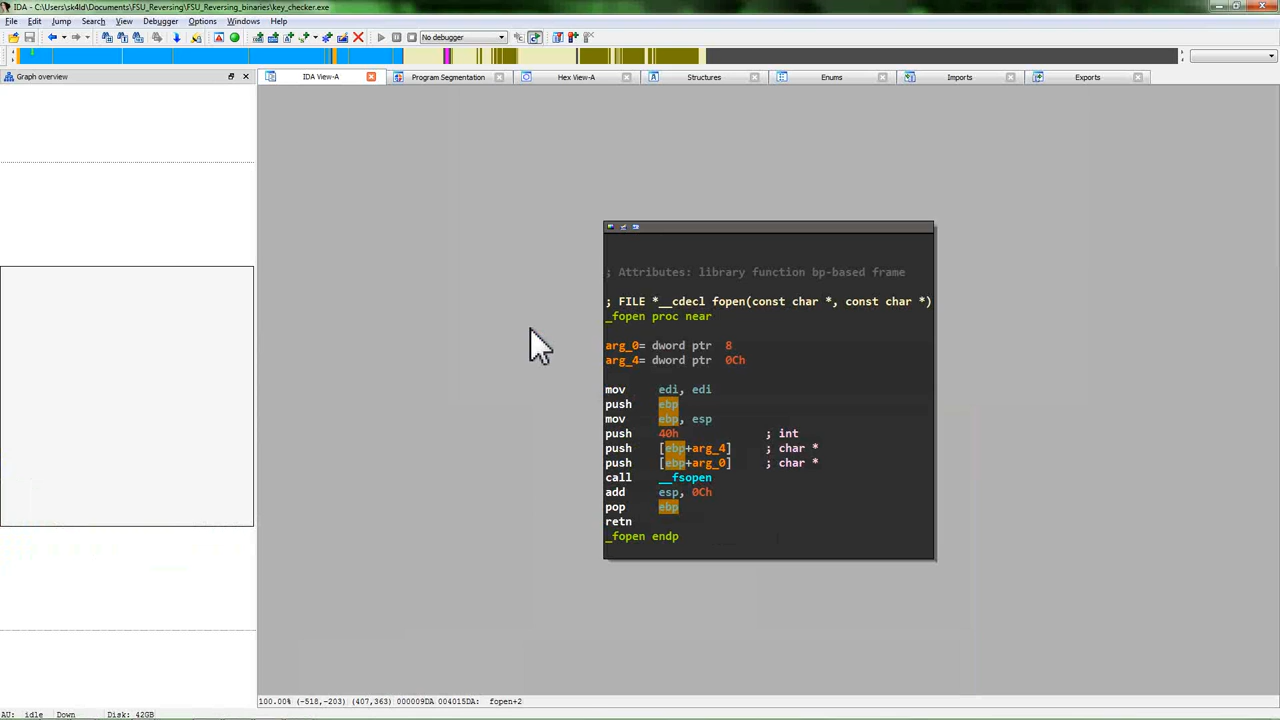 IDA - C:\Users\sk4ld\Documents\FSU_Reversing\FSU_Reversing_binaries\key_checker.exe
File Edit Jump Search View Debugger Options Windows Help
No debugger
Graph overview
IDA View-A Program Segmentation Hex View-A Structures Enums Imports Exports
; Attributes: library function bp-based frame
; FILE *__cdecl fopen(const char *, const char *)
_fopen proc near
arg_0= dword ptr 8
arg_4= dword ptr 0Ch
mov edi, edi
push ebp
mov ebp, esp
push 40h ; int
push [ebp+arg_4] ; char *
push [ebp+arg_0] ; char *
call __fsopen
add esp, 0Ch
pop ebp
retn
_fopen endp
100.00% (-518,-203) (407,363) 000009DA 004015DA: fopen+2
AU: idle Down Disk: 42GB